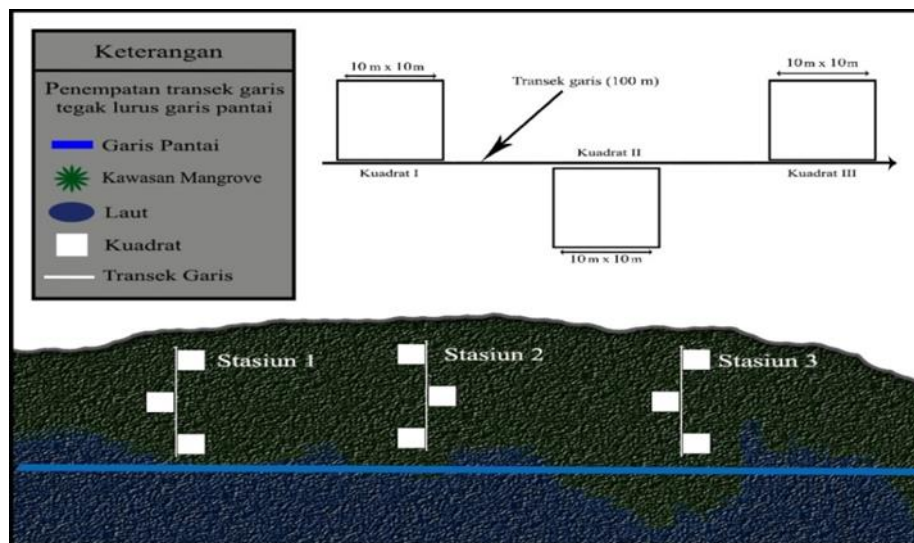 Keterangan
Penempatan transek garis
tegak lurus garis pantai
Garis Pantai
Kawasan Mangrove
Laut
Kuadrat
Transek Garis
10 m x 10m
Transek garis (100 m)
10 m x 10m
Kuadrat I
Kuadrat II
Kuadrat III
10 m x 10m
Stasiun 1
Stasiun 2
Stasiun 3